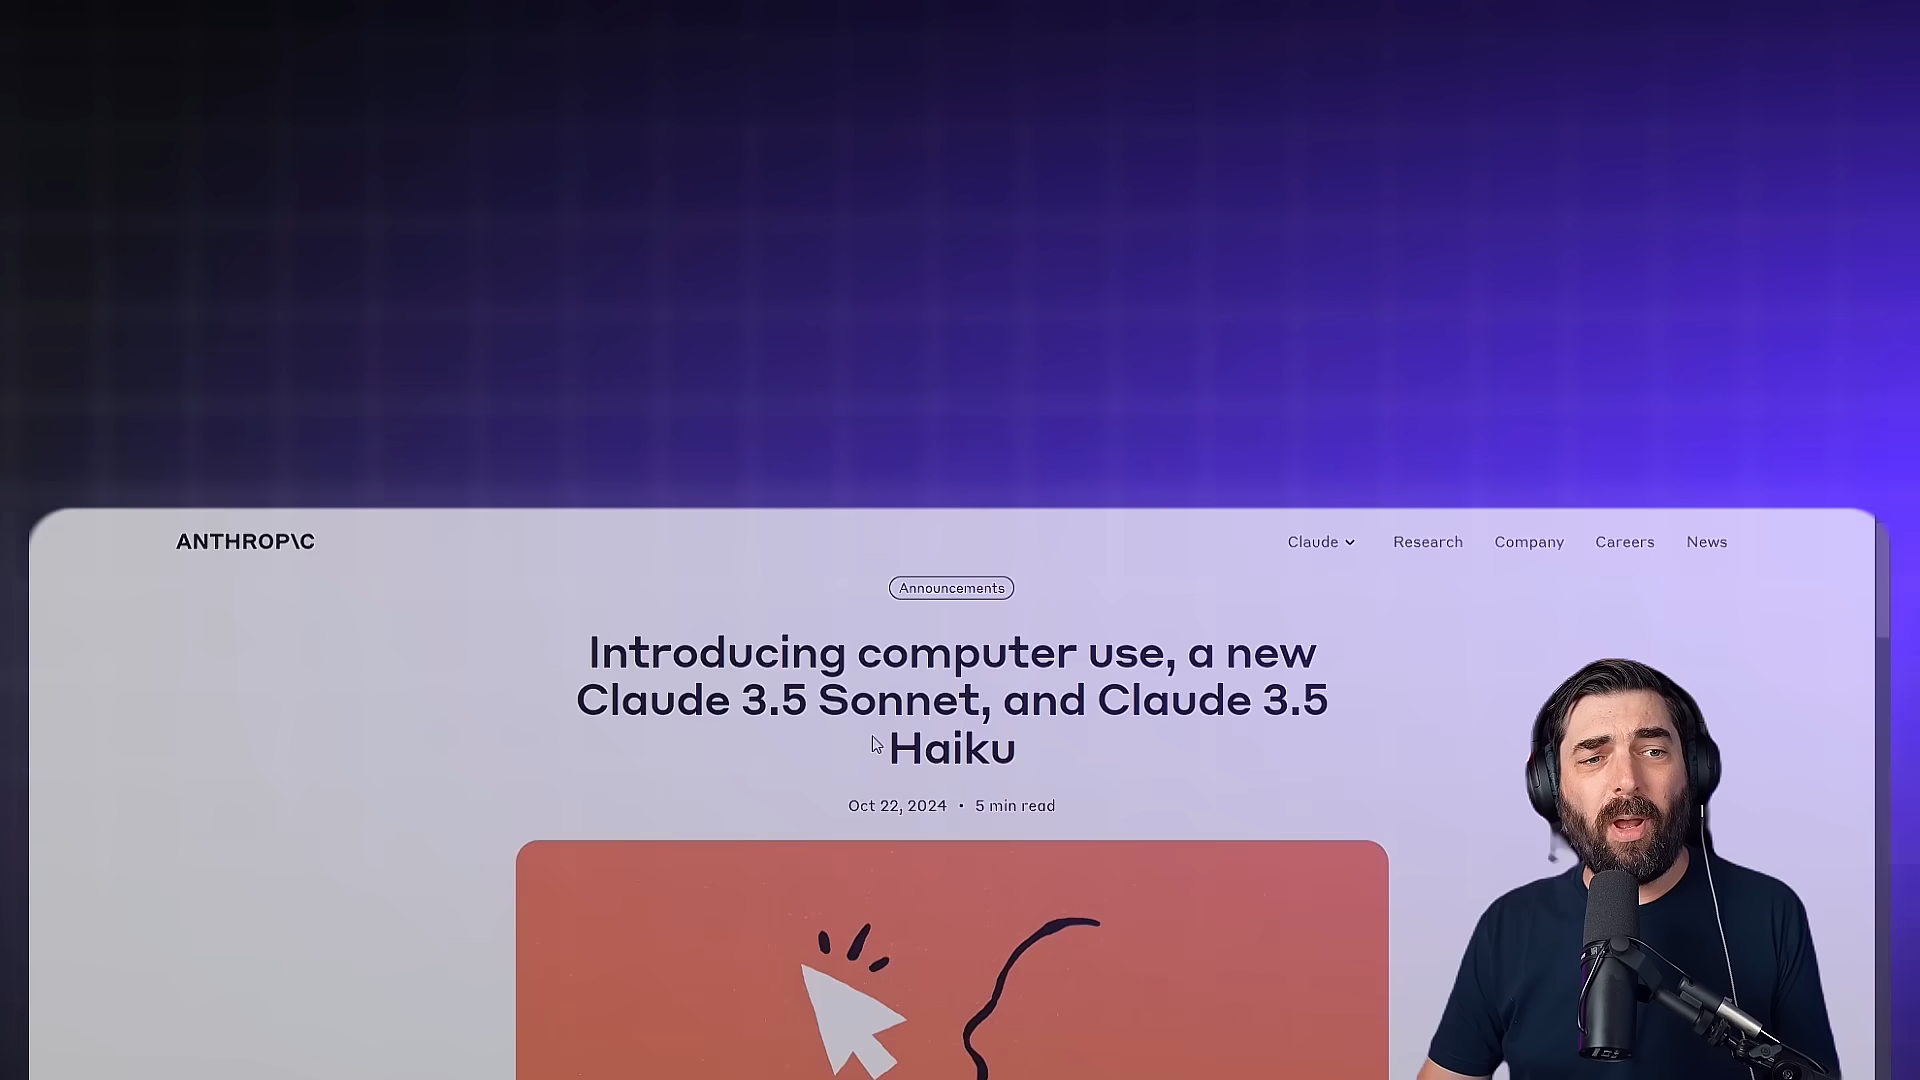 ANTHROP\C
Claude Research Company Careers News
Announcements
Introducing computer use, a new
Claude 3.5 Sonnet, and Claude 3.5
Haiku
Oct 22, 2024 • 5 min read